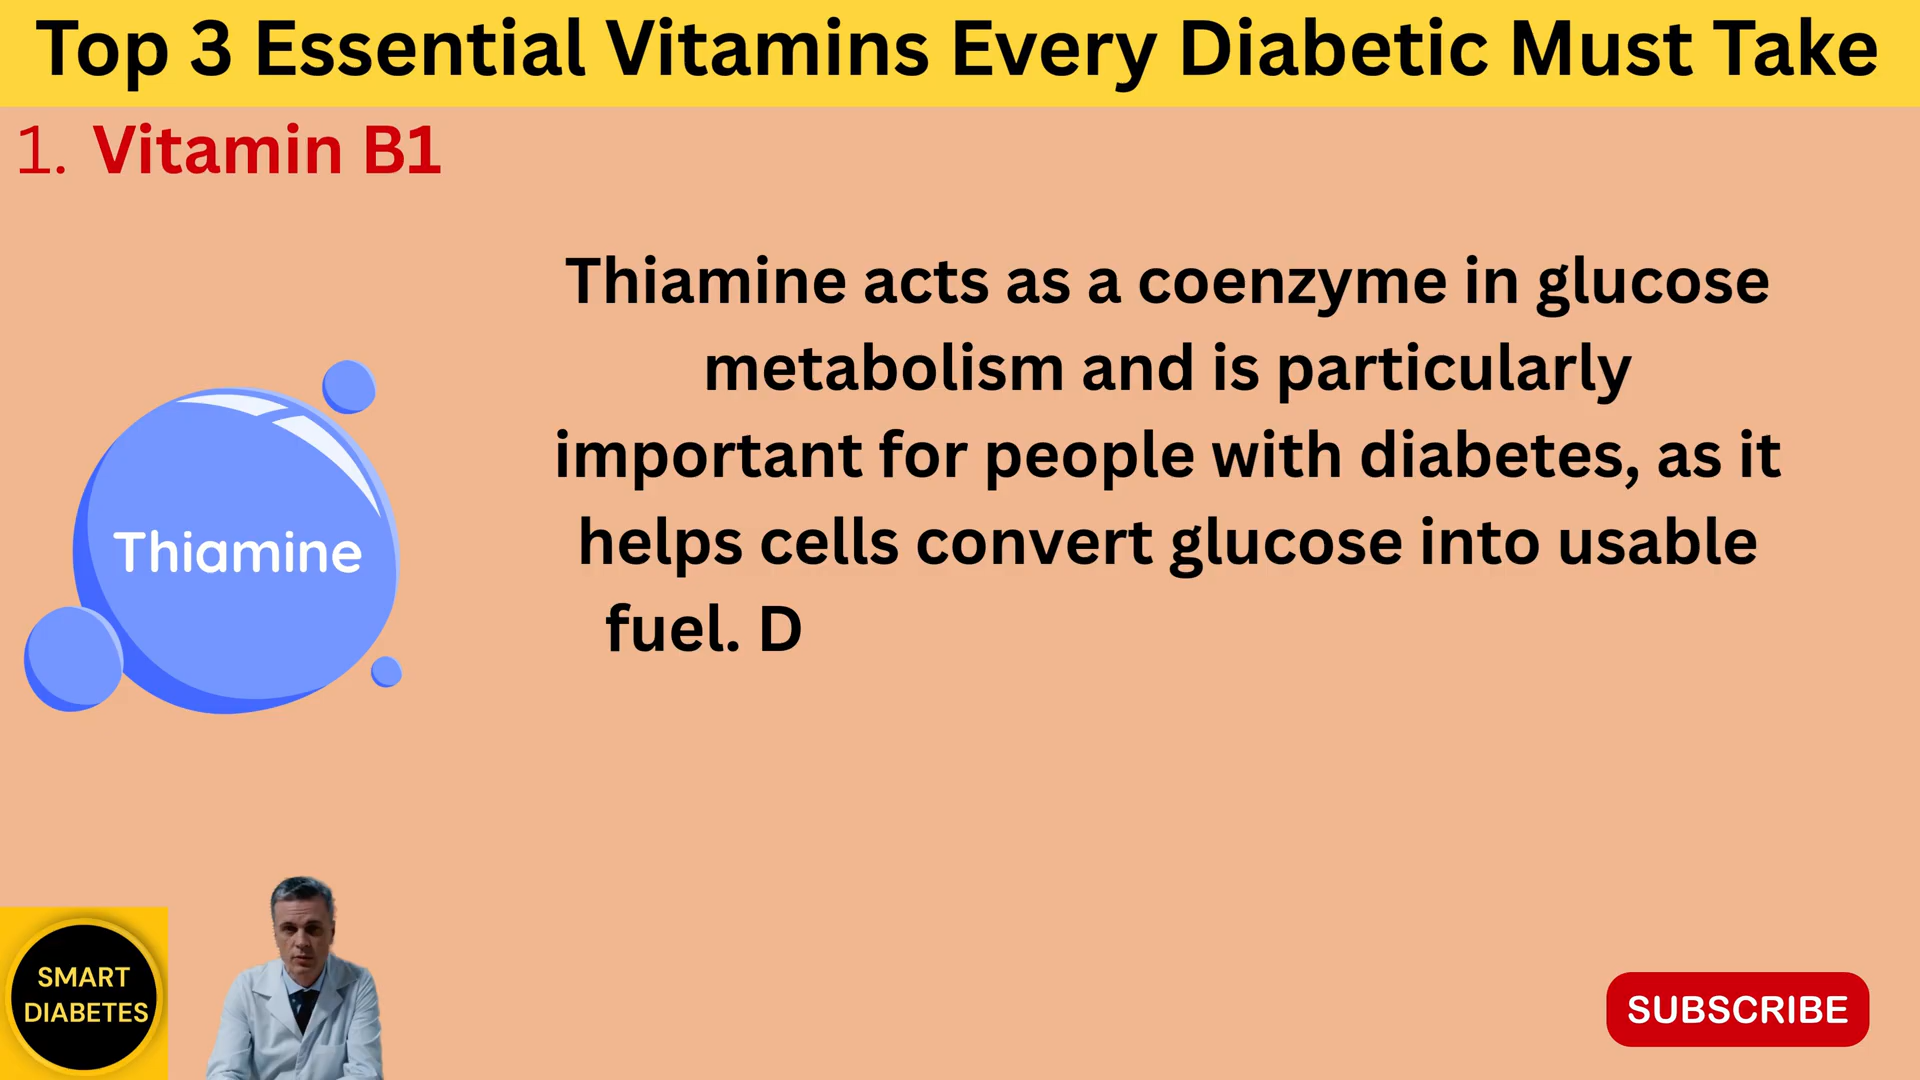 Top 3 Essential Vitamins Every Diabetic Must Take
1. Vitamin B1
Thiamine acts as a coenzyme in glucose
metabolism and is particularly
important for people with diabetes, as it
helps cells convert glucose into usable
fuel. D
Thiamine
SMART
DIABETES
SUBSCRIBE